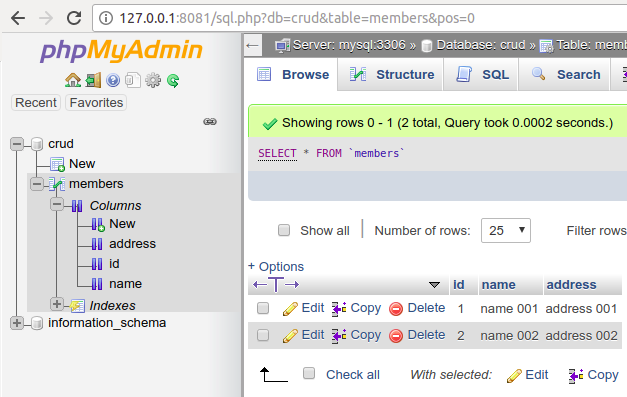 127.0.0.1:8081/sql.php?db=crud&table=members&pos=0
phpMyAdmin
Recent Favorites
crud
New
members
Columns
New
address
id
name
Indexes
information_schema
Server: mysql:3306 » Database: crud » Table: mem
Browse Structure SQL Search
Showing rows 0 - 1 (2 total, Query took 0.0002 seconds.)
SELECT * FROM `members`
Show all Number of rows: 25 Filter rows
+ Options
←T→ id name address
Edit Copy Delete 1 name 001 address 001
Edit Copy Delete 2 name 002 address 002
Check all With selected: Edit Copy